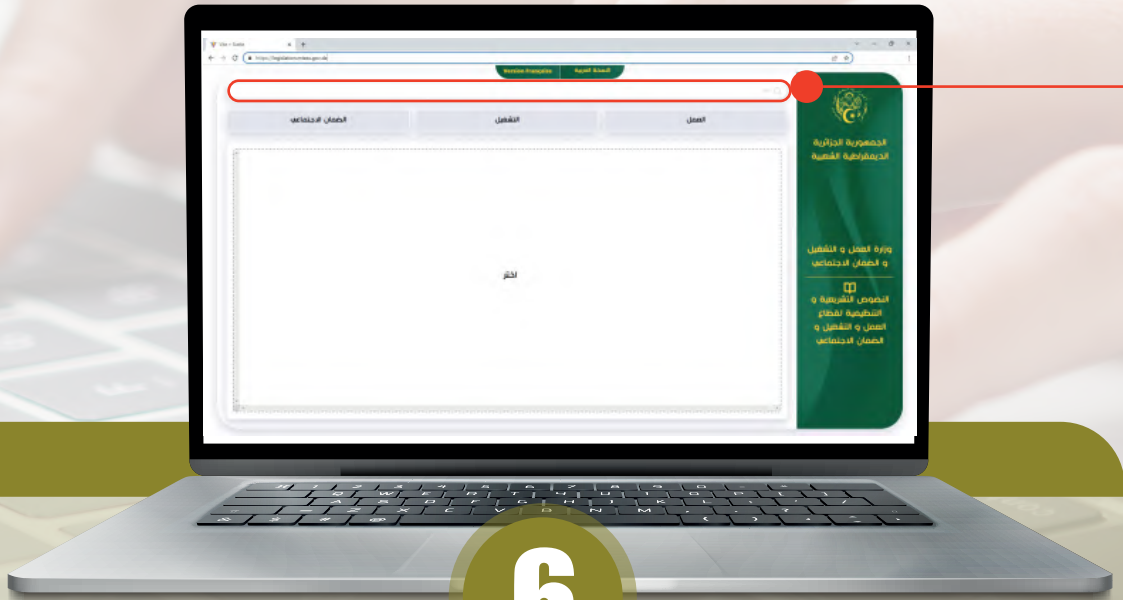 Version Française
النسخة العربية
العمل
التشغيل
الضمان الاجتماعي
اختر
الجمهورية الجزائرية
الديمقراطية الشعبية
وزارة العمل و التشغيل
و الضمان الاجتماعي
النصوص التشريعية و
التنظيمية لقطاع
العمل و التشغيل و
الضمان الاجتماعي
6